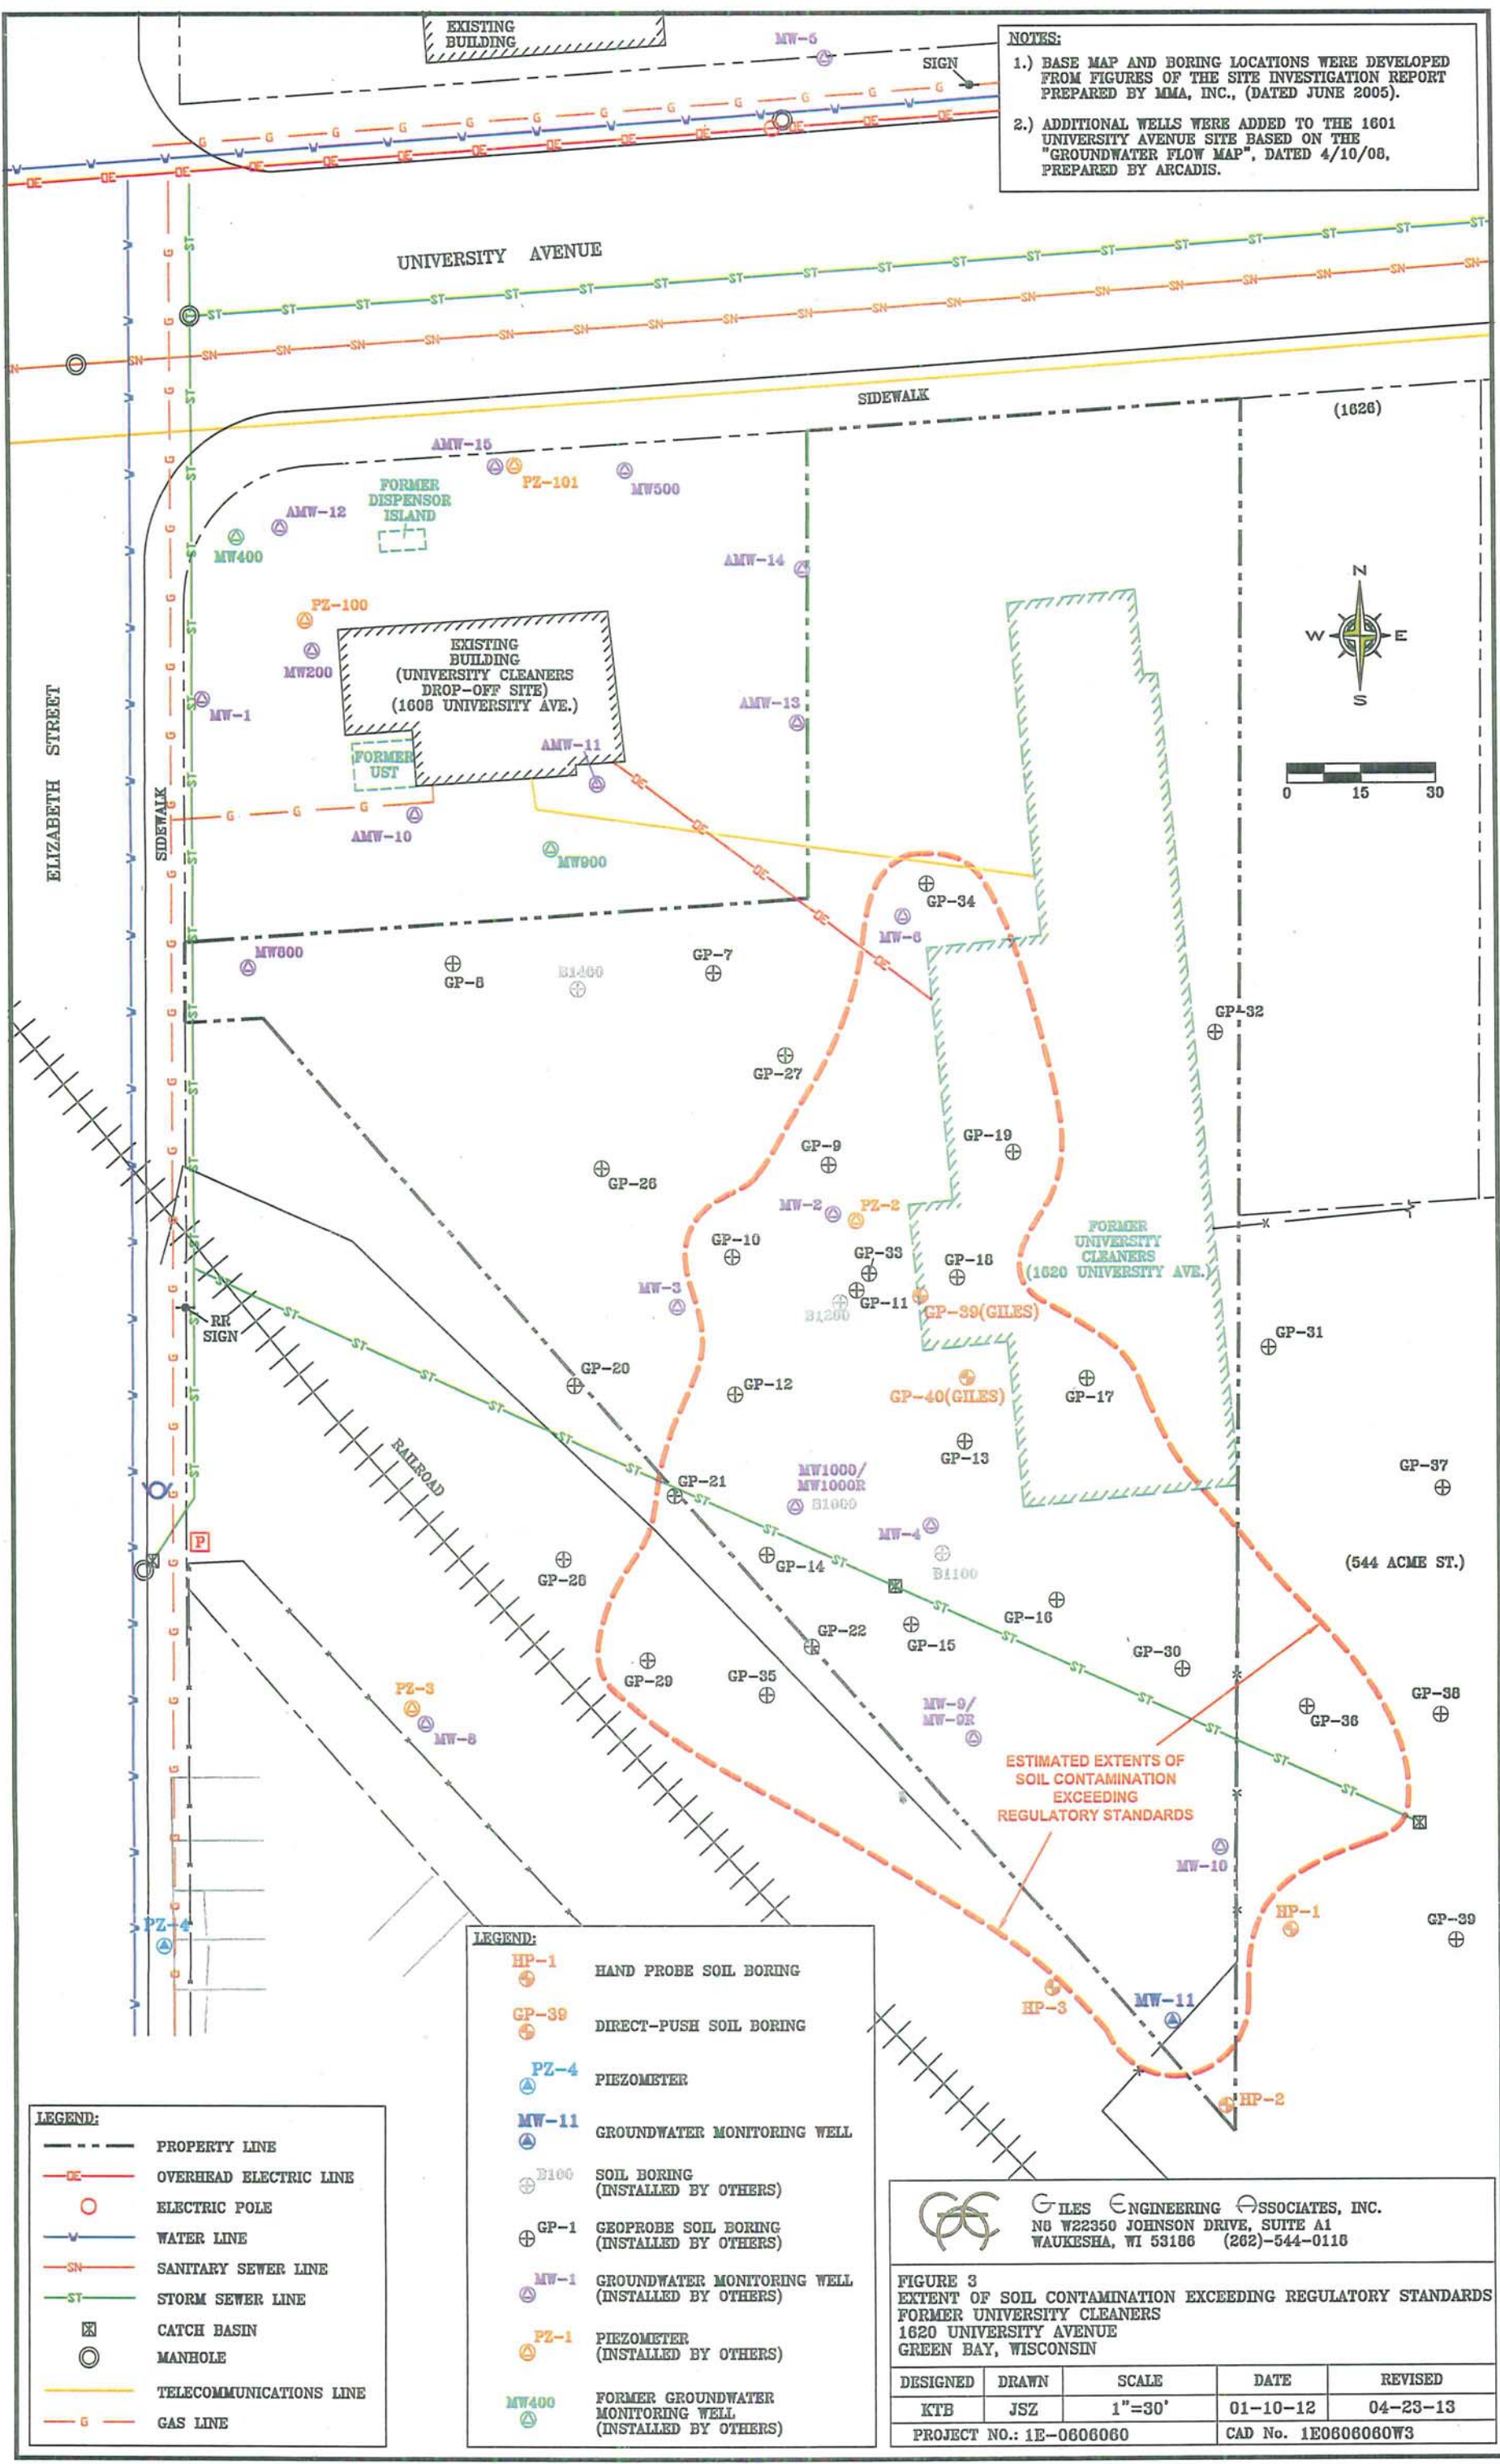 EXISTING
BUILDING
MW-5
SIGN
NOTES:
1.) BASE MAP AND BORING LOCATIONS WERE DEVELOPED
FROM FIGURES OF THE SITE INVESTIGATION REPORT
PREPARED BY MMA, INC., (DATED JUNE 2005).
2.) ADDITIONAL WELLS WERE ADDED TO THE 1601
UNIVERSITY AVENUE SITE BASED ON THE
"GROUNDWATER FLOW MAP", DATED 4/10/08,
PREPARED BY ARCADIS.
UNIVERSITY AVENUE
SIDEWALK
(1626)
AMW-15
PZ-101
MW500
FORMER
DISPENSOR
ISLAND
AMW-12
MW400
AMW-14
PZ-100
MW200
MW-1
EXISTING
BUILDING
(UNIVERSITY CLEANERS
DROP-OFF SITE)
(1608 UNIVERSITY AVE.)
AMW-13
FORMER
UST
AMW-11
AMW-10
MW900
N
W
E
S
0 15 30
ELIZABETH STREET
SIDEWALK
GP-34
MW-6
MW800
GP-8
B1400
GP-7
GP-32
GP-27
GP-9
GP-19
GP-26
MW-2
PZ-2
GP-10
GP-33
GP-18
FORMER
UNIVERSITY
CLEANERS
(1620 UNIVERSITY AVE.)
MW-3
B1200
GP-11
GP-39(GILES)
RR
SIGN
GP-31
GP-20
GP-12
GP-40(GILES)
GP-17
RAILROAD
GP-13
GP-37
MW1000/
MW1000R
B1000
GP-21
MW-4
P
GP-28
GP-14
B1100
(544 ACME ST.)
GP-16
GP-22
GP-15
GP-30
GP-29
GP-35
PZ-3
MW-8
MW-9/
MW-9R
GP-36
GP-38
ESTIMATED EXTENTS OF
SOIL CONTAMINATION
EXCEEDING
REGULATORY STANDARDS
MW-10
HP-1
GP-39
PZ-4
HP-3
MW-11
HP-2
LEGEND:
HP-1 HAND PROBE SOIL BORING
GP-39 DIRECT-PUSH SOIL BORING
PZ-4 PIEZOMETER
MW-11 GROUNDWATER MONITORING WELL
B100 SOIL BORING
(INSTALLED BY OTHERS)
GP-1 GEOPROBE SOIL BORING
(INSTALLED BY OTHERS)
MW-1 GROUNDWATER MONITORING WELL
(INSTALLED BY OTHERS)
PZ-1 PIEZOMETER
(INSTALLED BY OTHERS)
MW400 FORMER GROUNDWATER
MONITORING WELL
(INSTALLED BY OTHERS)
LEGEND:
PROPERTY LINE
OE OVERHEAD ELECTRIC LINE
ELECTRIC POLE
W WATER LINE
SN SANITARY SEWER LINE
ST STORM SEWER LINE
CATCH BASIN
MANHOLE
TELECOMMUNICATIONS LINE
G GAS LINE
GILES ENGINEERING ASSOCIATES, INC.
N8 W22350 JOHNSON DRIVE, SUITE A1
WAUKESHA, WI 53186 (262)-544-0118
FIGURE 3
EXTENT OF SOIL CONTAMINATION EXCEEDING REGULATORY STANDARDS
FORMER UNIVERSITY CLEANERS
1620 UNIVERSITY AVENUE
GREEN BAY, WISCONSIN
DESIGNED DRAWN SCALE DATE REVISED
KTB JSZ 1"=30' 01-10-12 04-23-13
PROJECT NO.: 1E-0606060 CAD No. 1E0606060W3